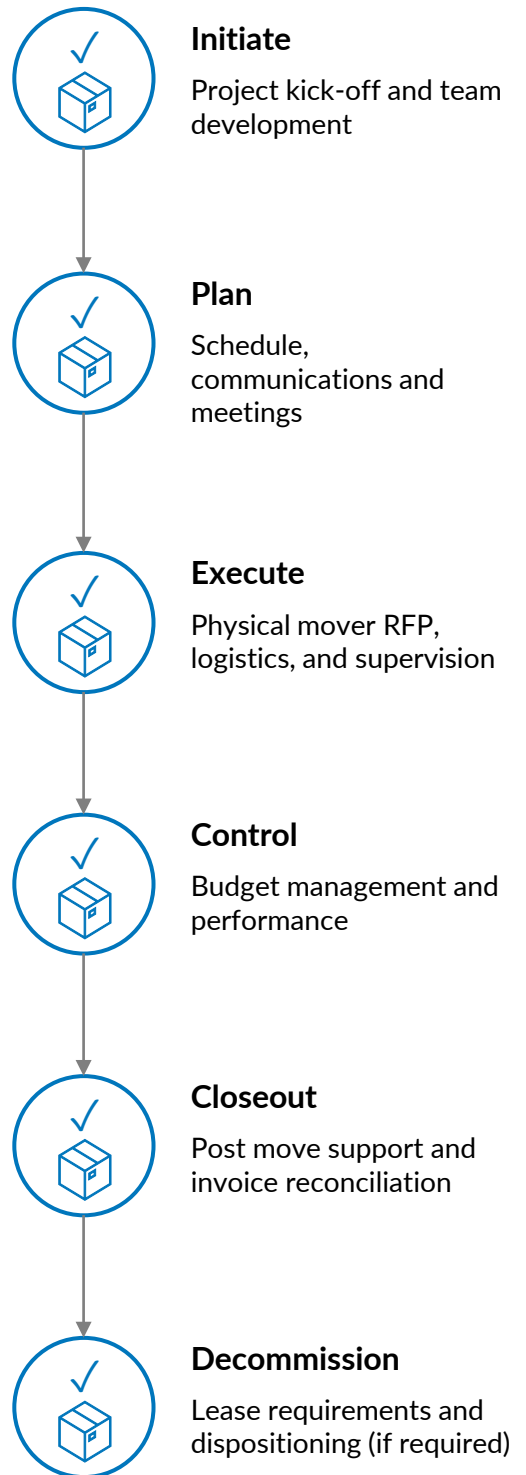 Initiate
Project kick-off and team
development
Plan
Schedule,
communications and
meetings
Execute
Physical mover RFP,
logistics, and supervision
Control
Budget management and
performance
Closeout
Post move support and
invoice reconciliation
Decommission
Lease requirements and
dispositioning (if required)